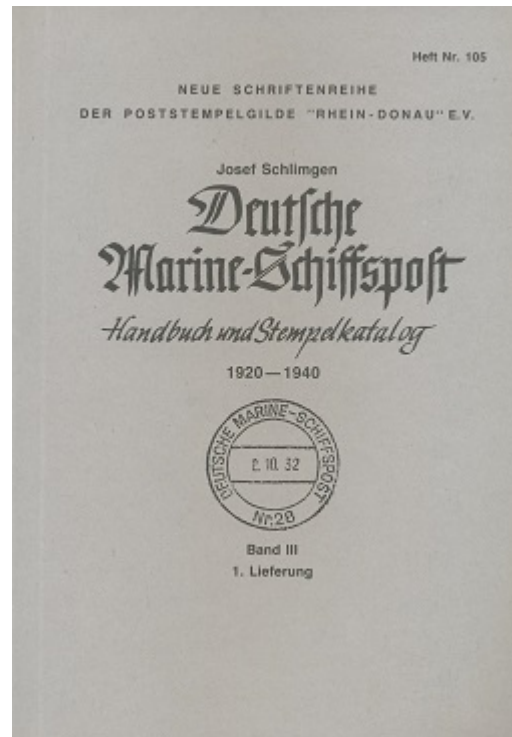 Heft Nr. 105
NEUE SCHRIFTENREIHE
DER POSTSTEMPELGILDE "RHEIN-DONAU" E.V.
Josef Schlimgen
Deutſche
Marine-Schiffspoſt
Handbuch und Stempelkatalog
1920—1940
DEUTSCHE MARINE-SCHIFFSPOST
2.10.32
Nr. 28
Band III
1. Lieferung